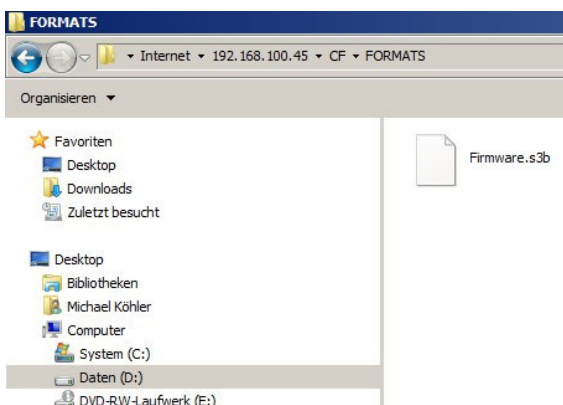 FORMATS
Internet 192.168.100.45 CF FORMATS
Organisieren
Favoriten
Desktop
Downloads
Zuletzt besucht
Desktop
Bibliotheken
Michael Köhler
Computer
System (C:)
Daten (D:)
DVD-RW-Laufwerk (E:)
Firmware.s3b